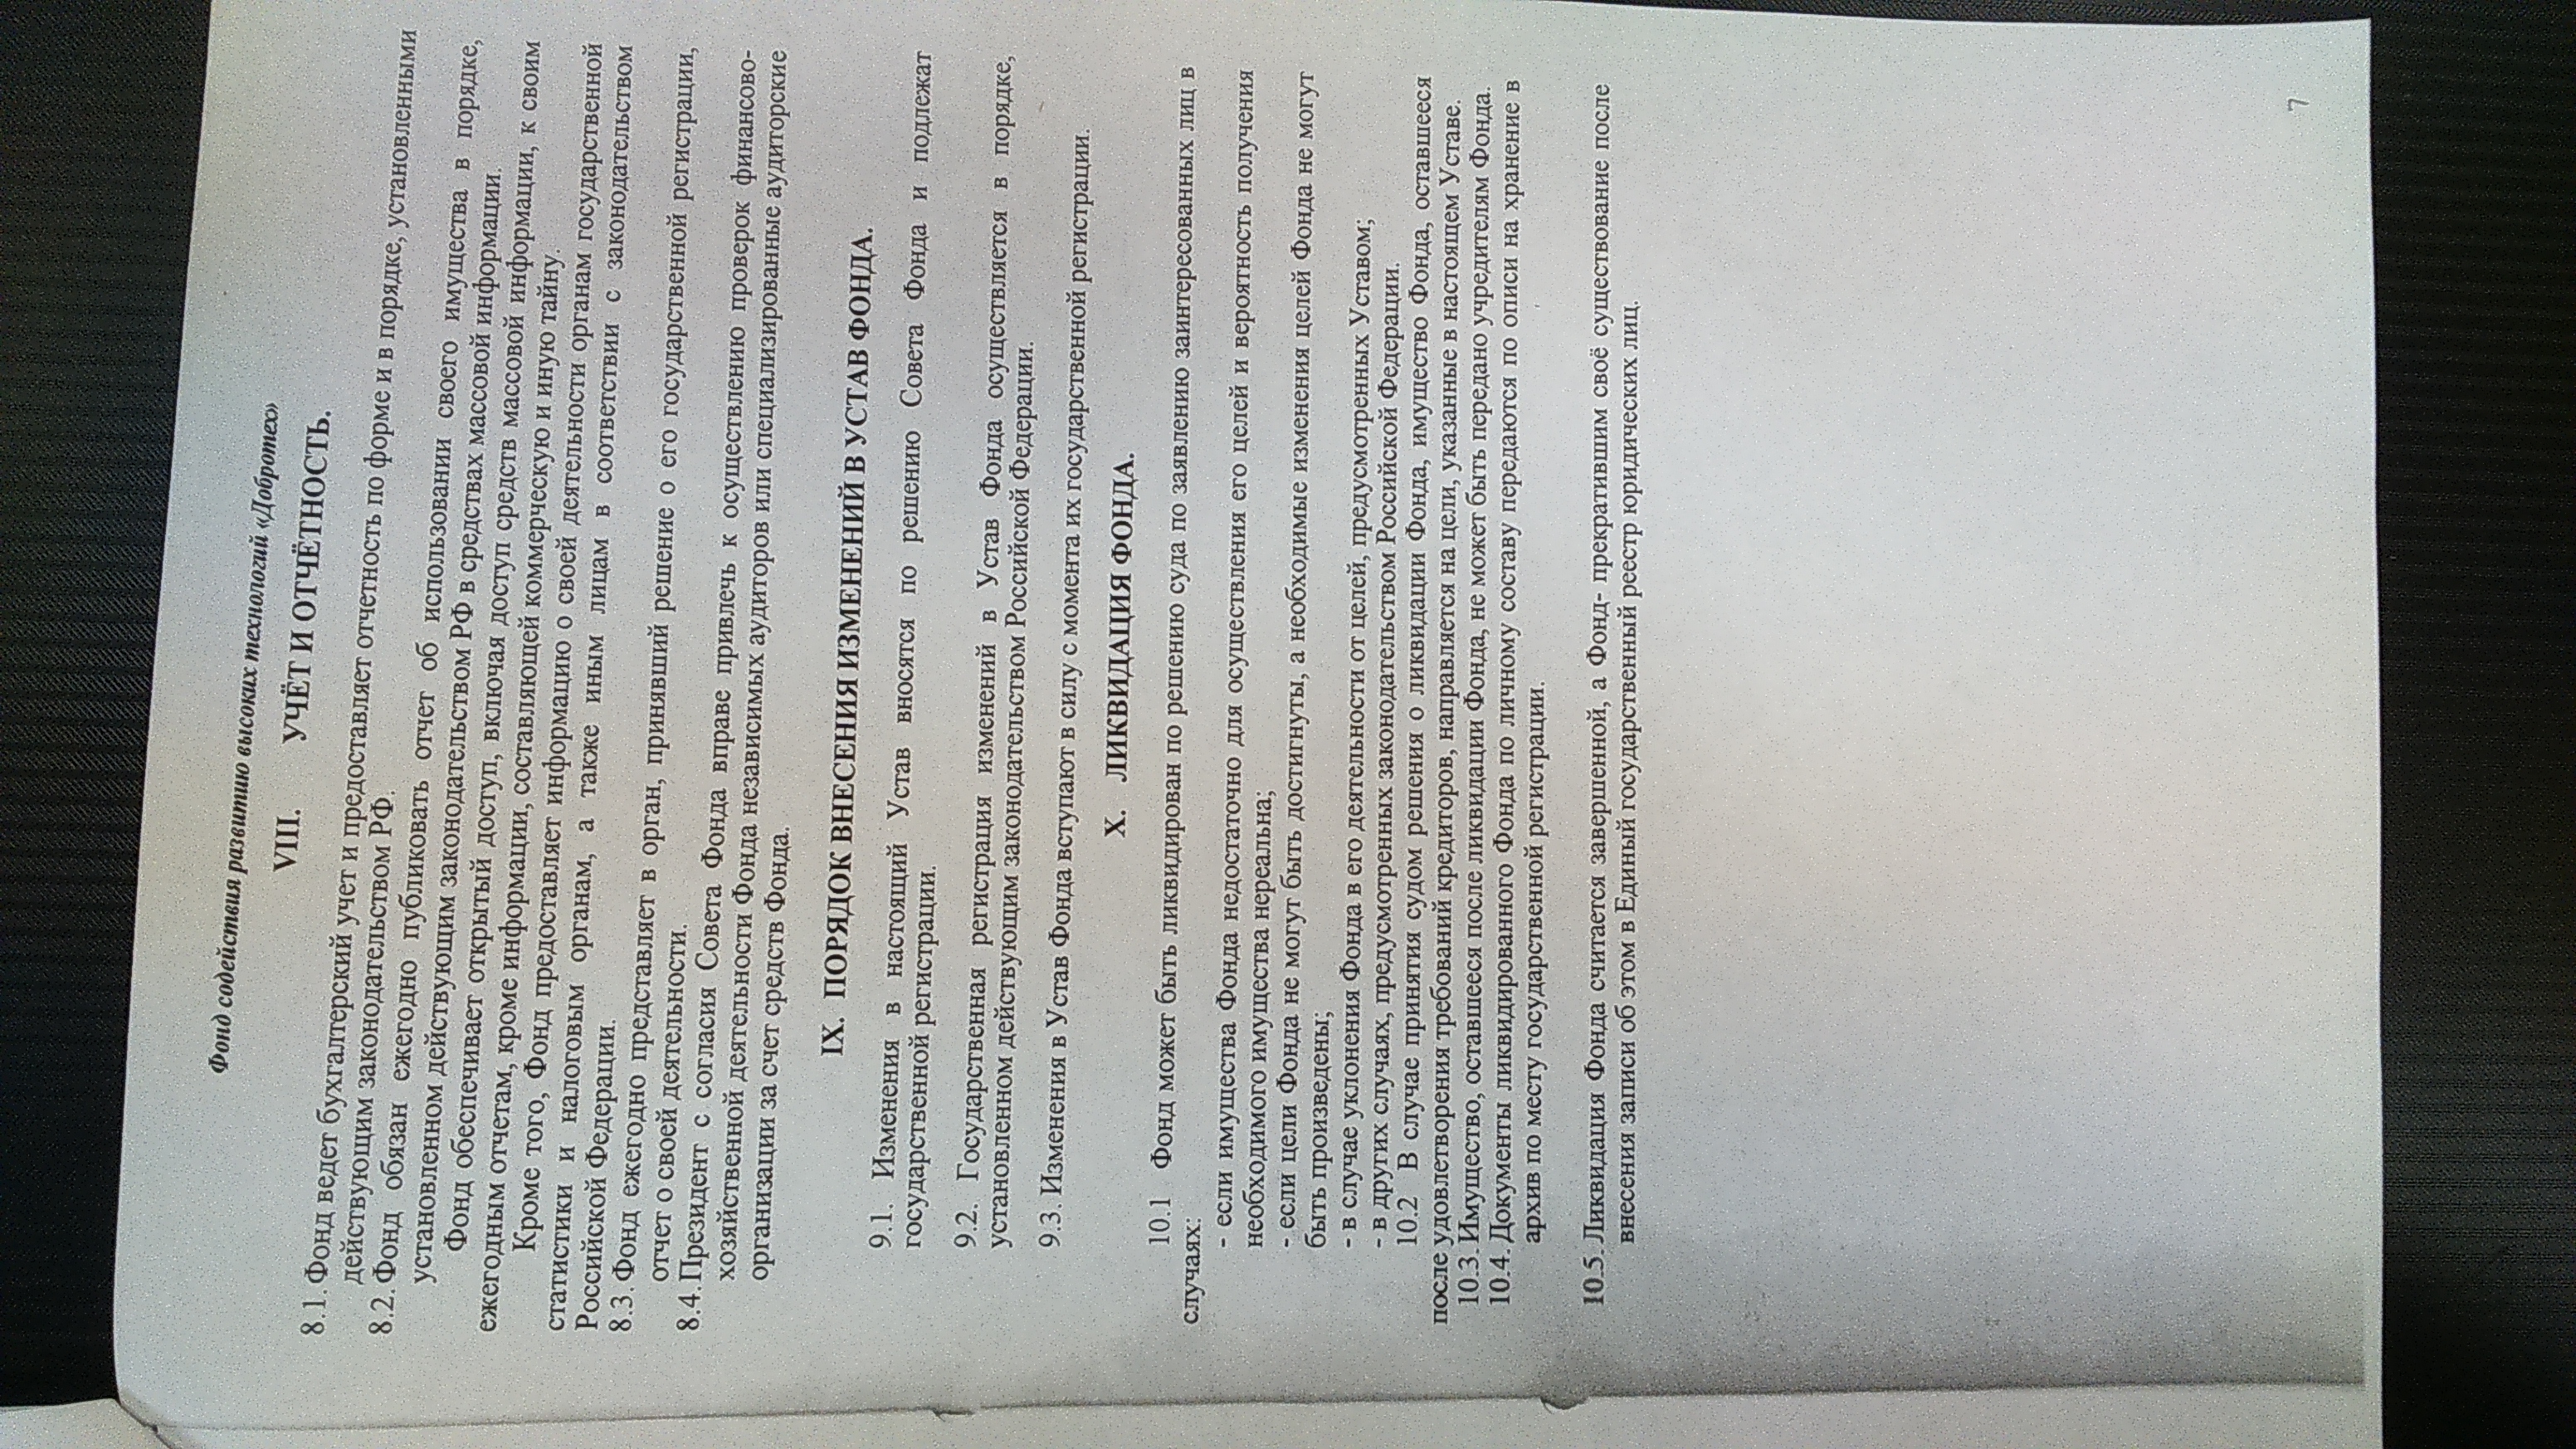 Фонд содействия развитию высоких технологий «Добротех»
VIII. УЧЁТ И ОТЧЁТНОСТЬ.
8.1. Фонд ведет бухгалтерский учет и предоставляет отчетность по форме и в порядке, установленными
действующим законодательством РФ.
8.2. Фонд обязан ежегодно публиковать отчет об использовании своего имущества в порядке,
установленном действующим законодательством РФ в средствах массовой информации.
Фонд обеспечивает открытый доступ, включая доступ средств массовой информации, к своим
ежегодным отчетам, кроме информации, составляющей коммерческую и иную тайну.
Кроме того, Фонд предоставляет информацию о своей деятельности органам государственной
статистики и налоговым органам, а также иным лицам в соответствии с законодательством
Российской Федерации.
8.3. Фонд ежегодно представляет в орган, принявший решение о его государственной регистрации,
отчет о своей деятельности.
8.4. Президент с согласия Совета Фонда вправе привлечь к осуществлению проверок финансово-
хозяйственной деятельности Фонда независимых аудиторов или специализированные аудиторские
организации за счет средств Фонда.
IX. ПОРЯДОК ВНЕСЕНИЯ ИЗМЕНЕНИЙ В УСТАВ ФОНДА.
9.1. Изменения в настоящий Устав вносятся по решению Совета Фонда и подлежат
государственной регистрации.
9.2. Государственная регистрация изменений в Устав Фонда осуществляется в порядке,
установленном действующим законодательством Российской Федерации.
9.3. Изменения в Устав Фонда вступают в силу с момента их государственной регистрации.
X. ЛИКВИДАЦИЯ ФОНДА.
10.1 Фонд может быть ликвидирован по решению суда по заявлению заинтересованных лиц в
случаях:
- если имущества Фонда недостаточно для осуществления его целей и вероятность получения
необходимого имущества нереальна;
- если цели Фонда не могут быть достигнуты, а необходимые изменения целей Фонда не могут
быть произведены;
- в случае уклонения Фонда в его деятельности от целей, предусмотренных Уставом;
- в других случаях, предусмотренных законодательством Российской Федерации.
10.2 В случае принятия судом решения о ликвидации Фонда, имущество Фонда, оставшееся
после удовлетворения требований кредиторов, направляется на цели, указанные в настоящем Уставе.
10.3. Имущество, оставшееся после ликвидации Фонда, не может быть передано учредителям Фонда.
10.4. Документы ликвидированного Фонда по личному составу передаются по описи на хранение в
архив по месту государственной регистрации.
10.5. Ликвидация Фонда считается завершенной, а Фонд- прекратившим своё существование после
внесения записи об этом в Единый государственный реестр юридических лиц.
7